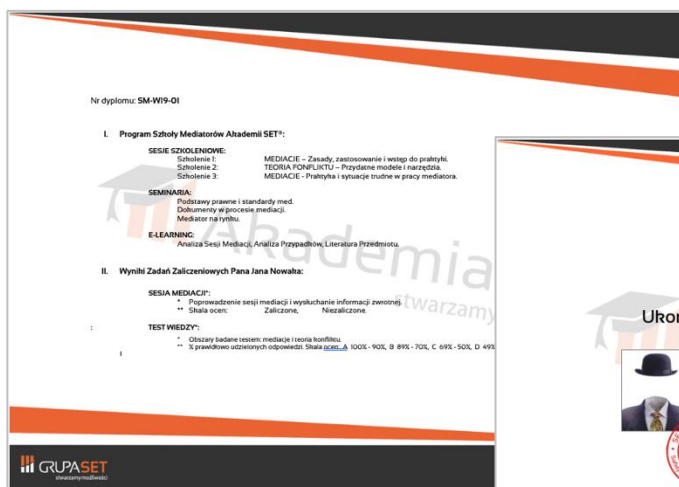 Nr dyplomu: SM-W19-01
I. Program Szkoły Mediatorów Akademii SET®:
SESJE SZKOLENIOWE:
Szkolenie 1: MEDIACJE – Zasady, zastosowanie i wstęp do praktyki.
Szkolenie 2: TEORIA FONFLIKTU – Przydatne modele i narzędzia.
Szkolenie 3: MEDIACJE - Praktyka i sytuacje trudne w pracy mediatora.
SEMINARIA:
Podstawy prawne i standardy med.
Dokumenty w procesie mediacji.
Mediator na rynku.
E-LEARNING:
Analiza Sesji Mediacji, Analiza Przypadków, Literatura Przedmiotu.
Akademia
stwarzamy
II. Wyniki Zadań Zaliczeniowych Pana Jana Nowaka:
SESJA MEDIACJI*:
* Poprowadzenie sesji mediacji i wysłuchanie informacji zwrotnej.
** Skala ocen: Zaliczone, Niezaliczone.
: TEST WIEDZY*:
* Obszary badane testem: mediacje i teoria konfliktu.
** % prawidłowo udzielonych odpowiedzi. Skala ocen: A 100% - 90%, B 89% - 70%, C 69% - 50%, D 49%
GRUPASET
stwarzamy możliwości
Ukoń